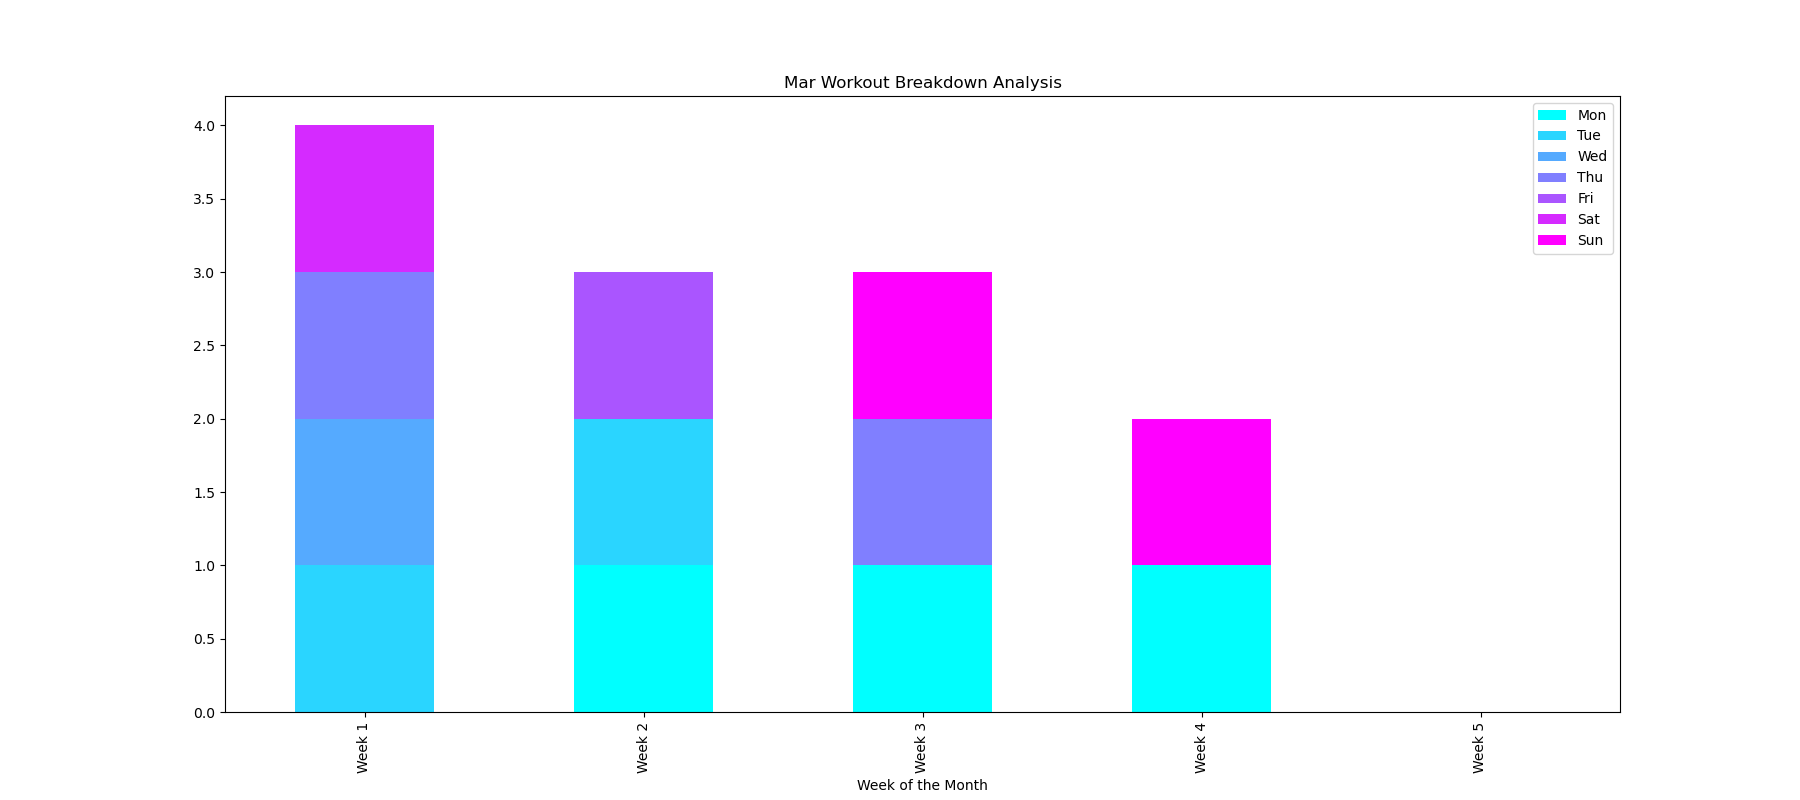 Mar Workout Breakdown Analysis
4.0
3.5
3.0
2.5
2.0
1.5
1.0
0.5
0.0
Mon
Tue
Wed
Thu
Fri
Sat
Sun
Week 1
Week 2
Week 3
Week 4
Week 5
Week of the Month